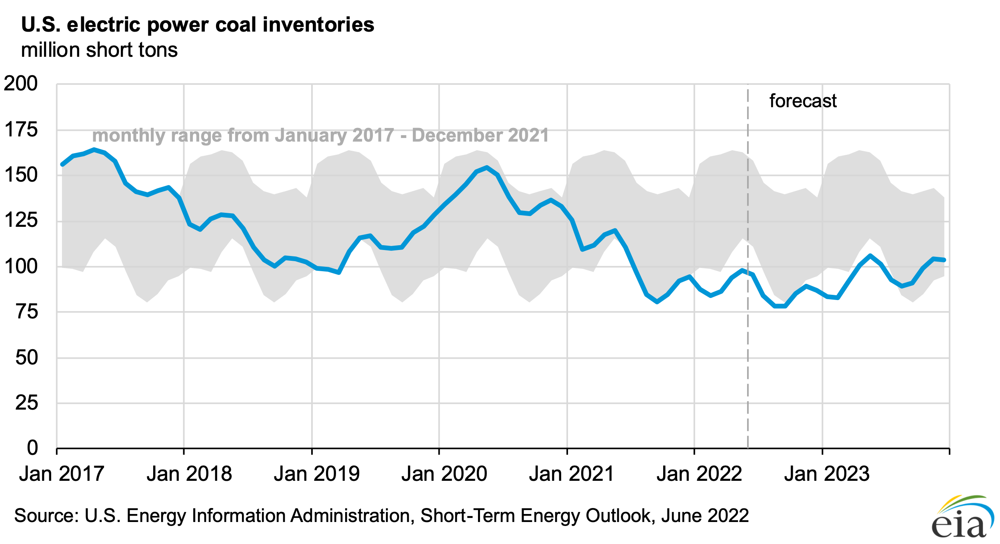 U.S. electric power coal inventories
million short tons
200
forecast
175
monthly range from January 2017 - December 2021
150
125
100
75
50
25
0
Jan 2017 Jan 2018 Jan 2019 Jan 2020 Jan 2021 Jan 2022 Jan 2023
Source: U.S. Energy Information Administration, Short-Term Energy Outlook, June 2022
eia